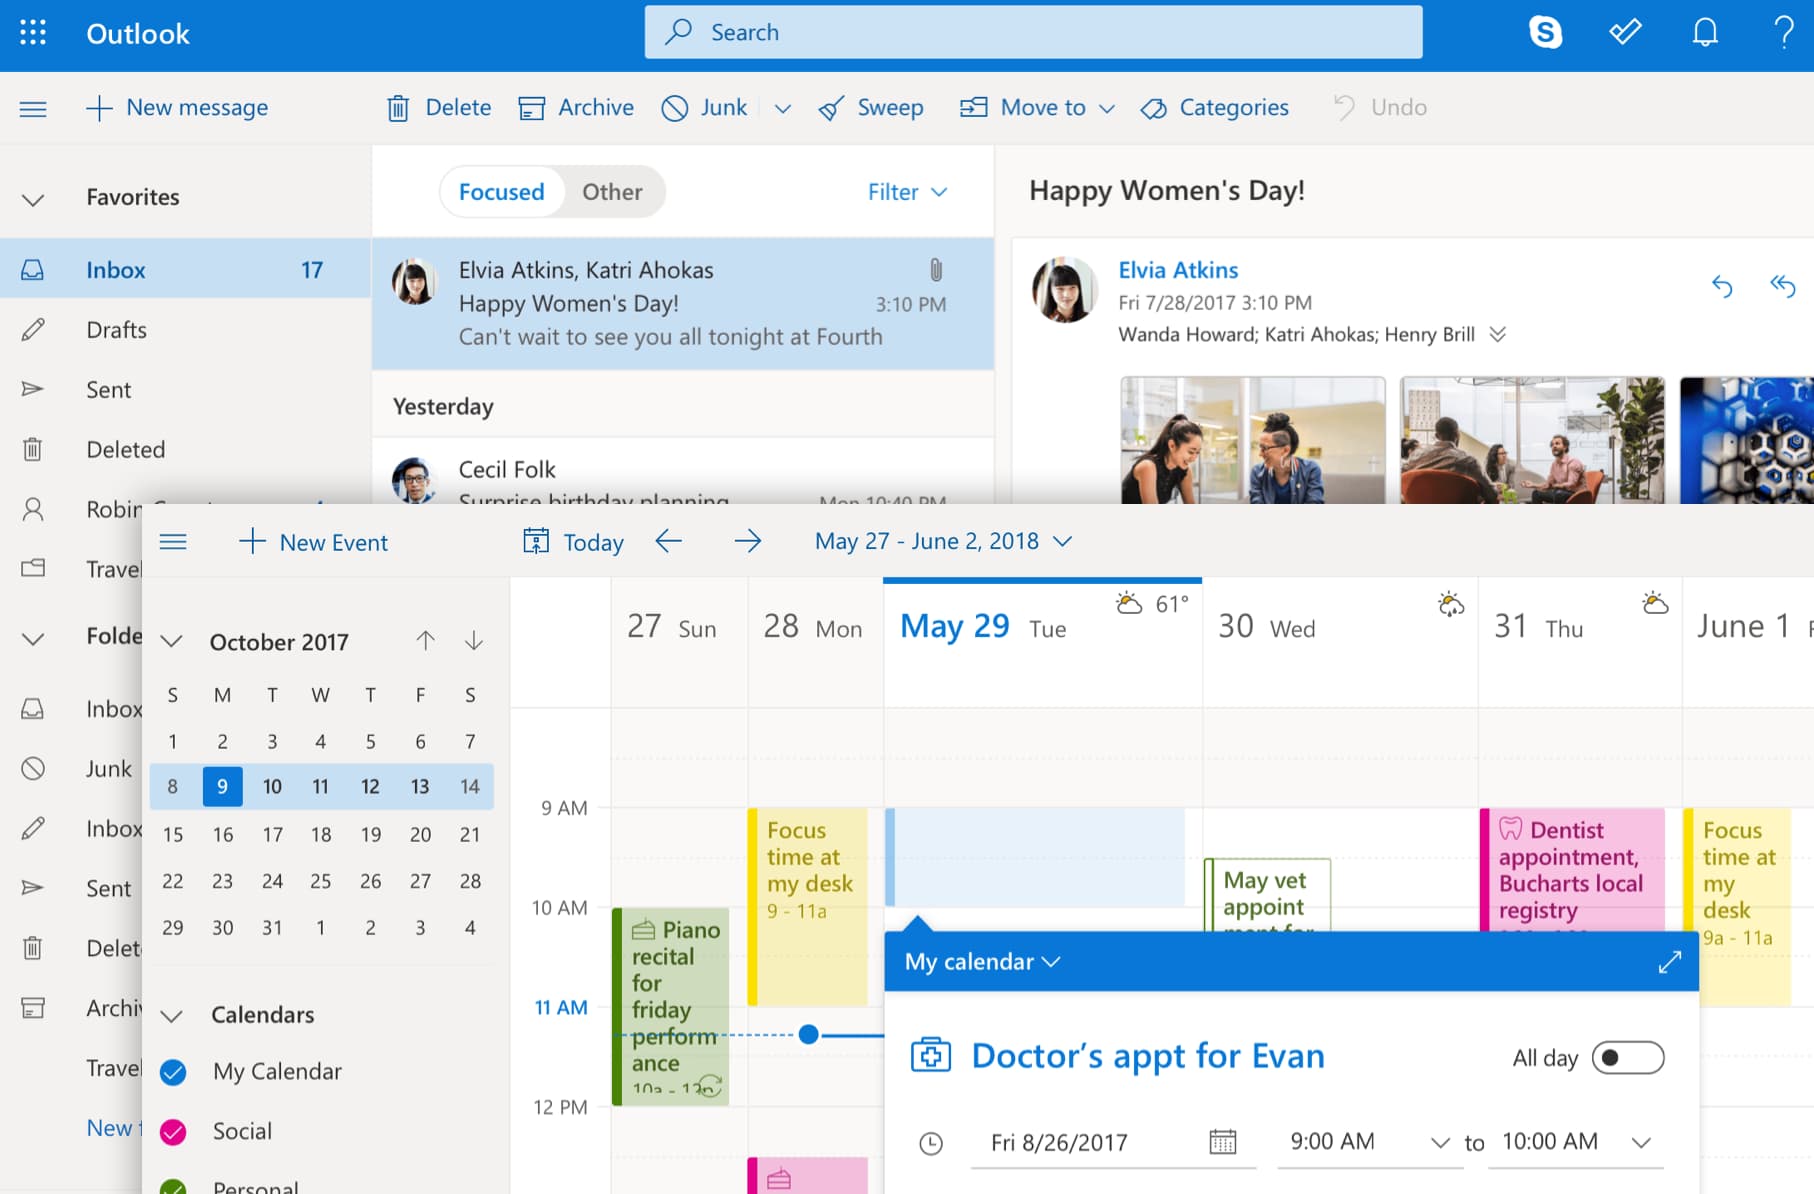 Outlook
Search
New message
Delete
Archive
Junk
Sweep
Move to
Categories
Undo
Favorites
Inbox 17
Drafts
Sent
Deleted
Robin
Travel
Folde
Inbox
Junk
Inbox
Sent
Delet
Archiv
Travel
New
Focused
Other
Filter
Elvia Atkins, Katri Ahokas
Happy Women's Day!
3:10 PM
Can't wait to see you all tonight at Fourth
Yesterday
Cecil Folk
Surprise birthday planning
Mon 10:40 PM
Happy Women's Day!
Elvia Atkins
Fri 7/28/2017 3:10 PM
Wanda Howard; Katri Ahokas; Henry Brill
New Event
Today
May 27 - June 2, 2018
October 2017
S M T W T F S
1 2 3 4 5 6 7
8 9 10 11 12 13 14
15 16 17 18 19 20 21
22 23 24 25 26 27 28
29 30 31 1 2 3 4
Calendars
My Calendar
Social
Personal
27 Sun
28 Mon
May 29 Tue
61°
30 Wed
31 Thu
June 1 F
9 AM
10 AM
11 AM
12 PM
Piano
recital
for
friday
perform
ance
10a - 12p
Focus
time at
my desk
9 - 11a
May vet
appoint
ment for
Dentist
appointment,
Bucharts local
registry
Focus
time at
my
desk
9a - 11a
My calendar
Doctor’s appt for Evan
All day
Fri 8/26/2017
9:00 AM
to
10:00 AM